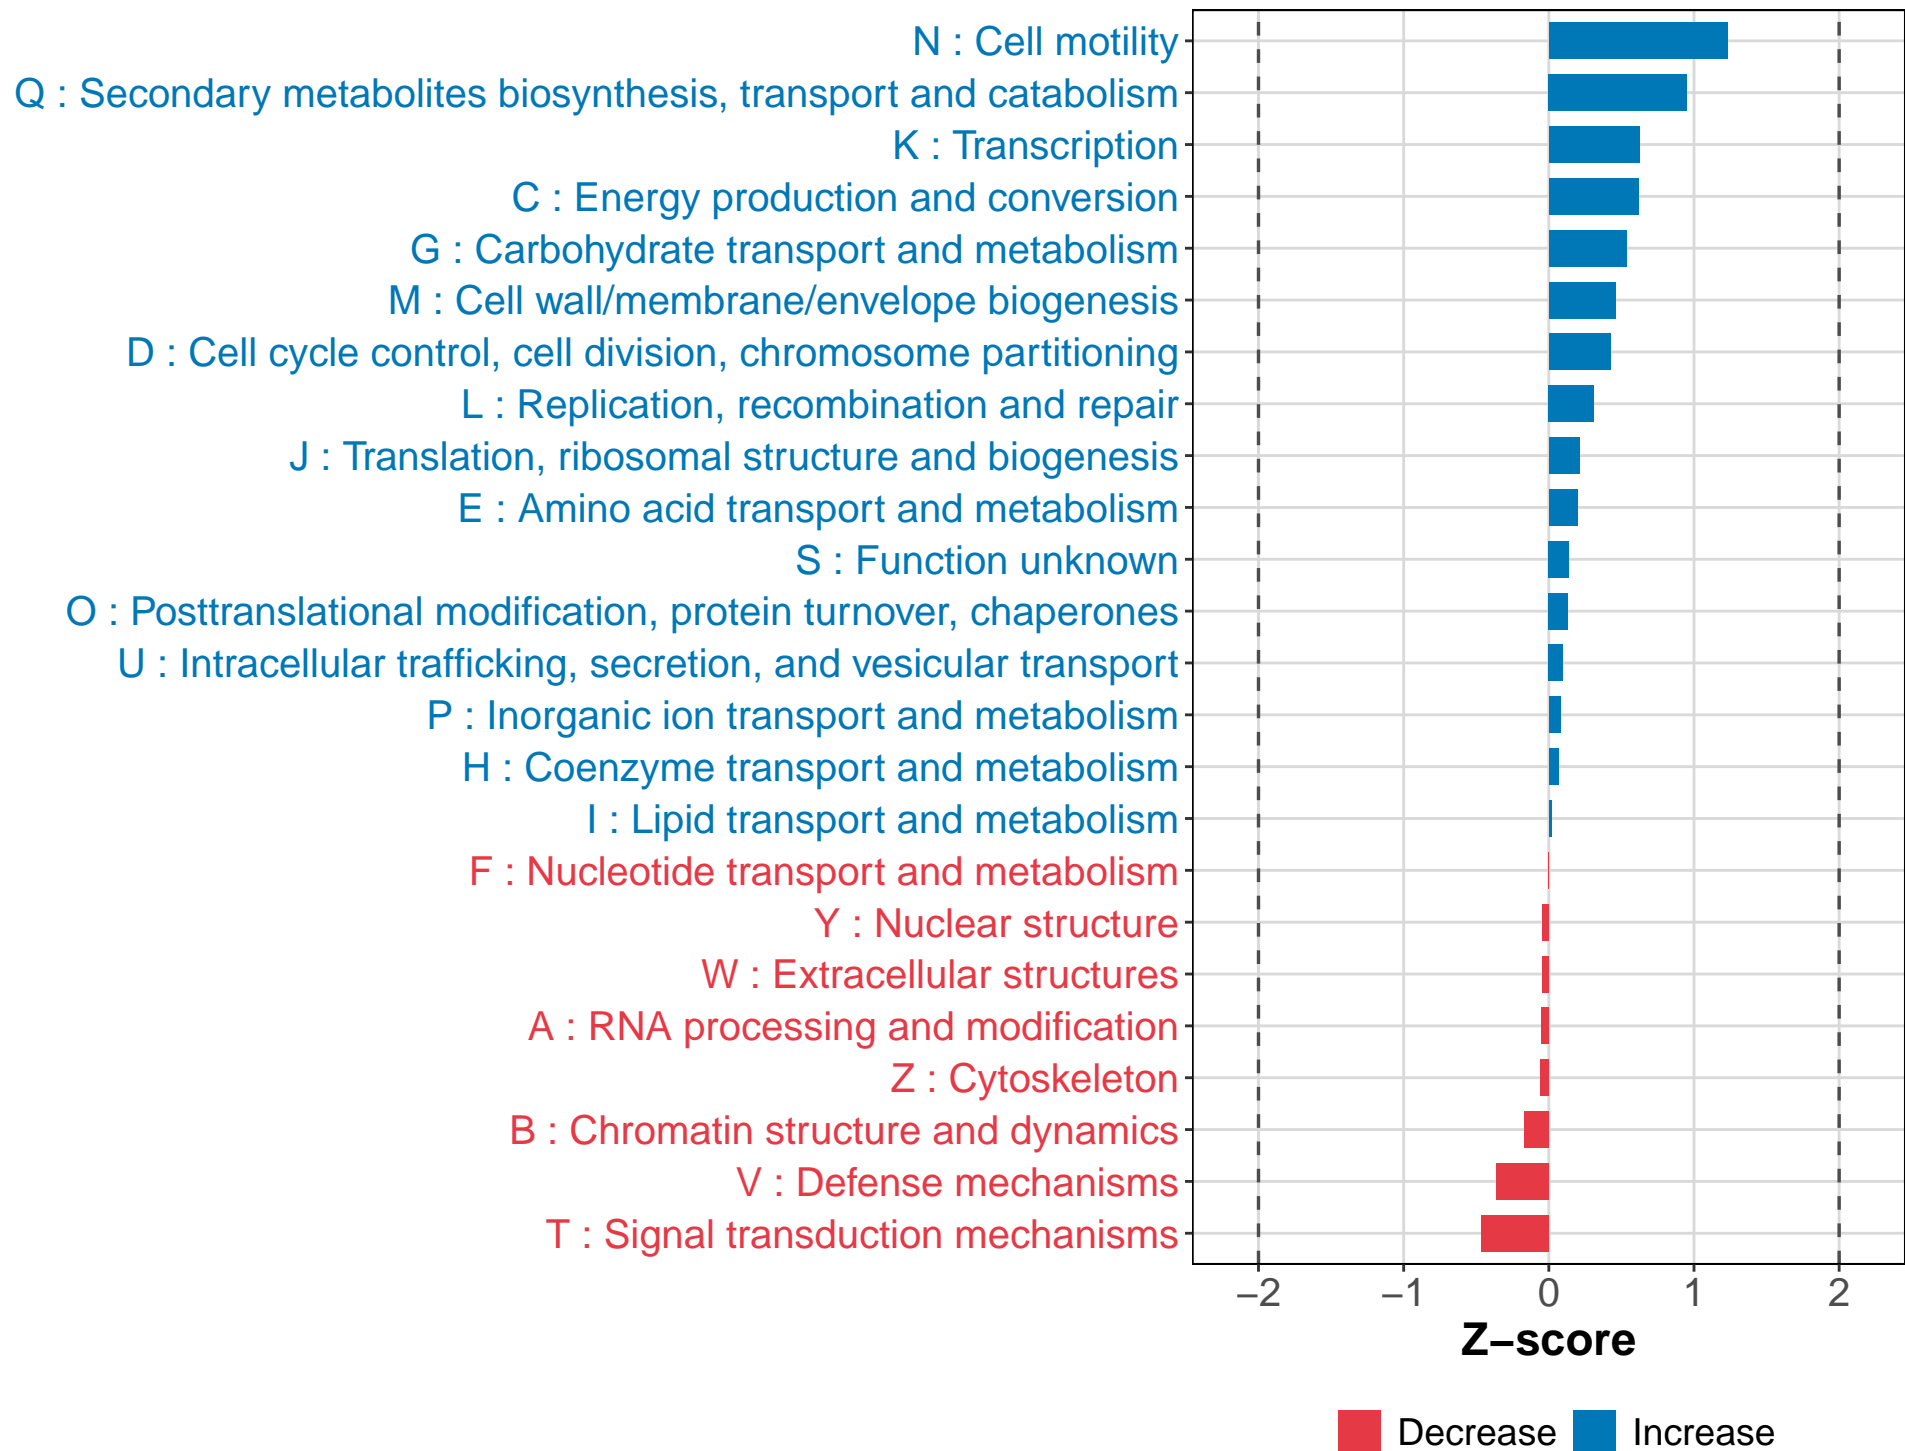 N : Cell motility
Q : Secondary metabolites biosynthesis, transport and catabolism
K : Transcription
C : Energy production and conversion
G : Carbohydrate transport and metabolism
M : Cell wall/membrane/envelope biogenesis
D : Cell cycle control, cell division, chromosome partitioning
L : Replication, recombination and repair
J : Translation, ribosomal structure and biogenesis
E : Amino acid transport and metabolism
S : Function unknown
O : Posttranslational modification, protein turnover, chaperones
U : Intracellular trafficking, secretion, and vesicular transport
P : Inorganic ion transport and metabolism
H : Coenzyme transport and metabolism
I : Lipid transport and metabolism
F : Nucleotide transport and metabolism
Y : Nuclear structure
W : Extracellular structures
A : RNA processing and modification
Z : Cytoskeleton
B : Chromatin structure and dynamics
V : Defense mechanisms
T : Signal transduction mechanisms
−2 −1 0 1 2
Z−score
Decrease Increase